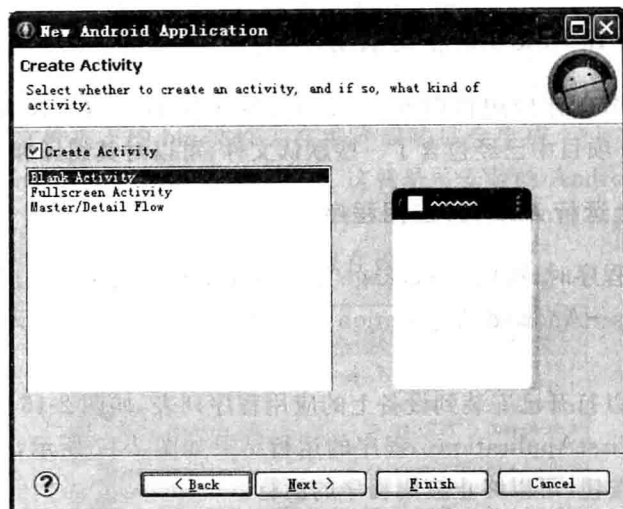 New Android Application
Create Activity
Select whether to create an activity, and if so, what kind of
activity.
Create Activity
Blank Activity
Fullscreen Activity
Master/Detail Flow
?
< Back
Next >
Finish
Cancel